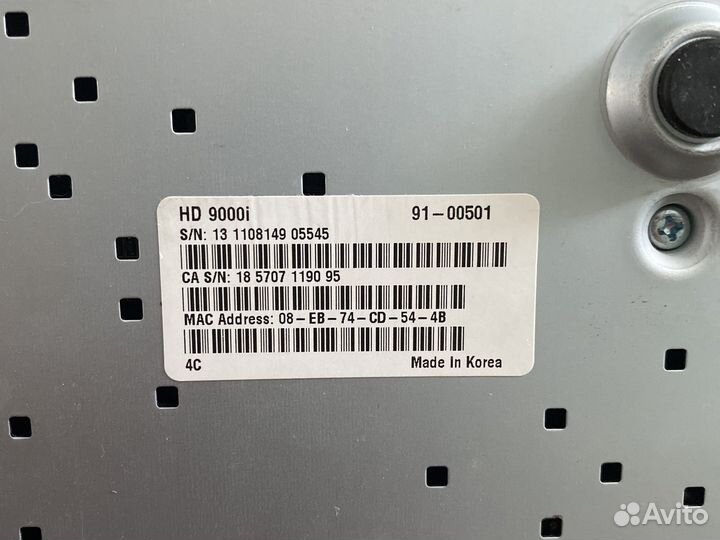 HD 9000i 91-00501
S/N: 13 1108149 05545
CA S/N: 18 5707 1190 95
MAC Address: 08-EB-74-CD-54-4B
4C Made In Korea
Avito